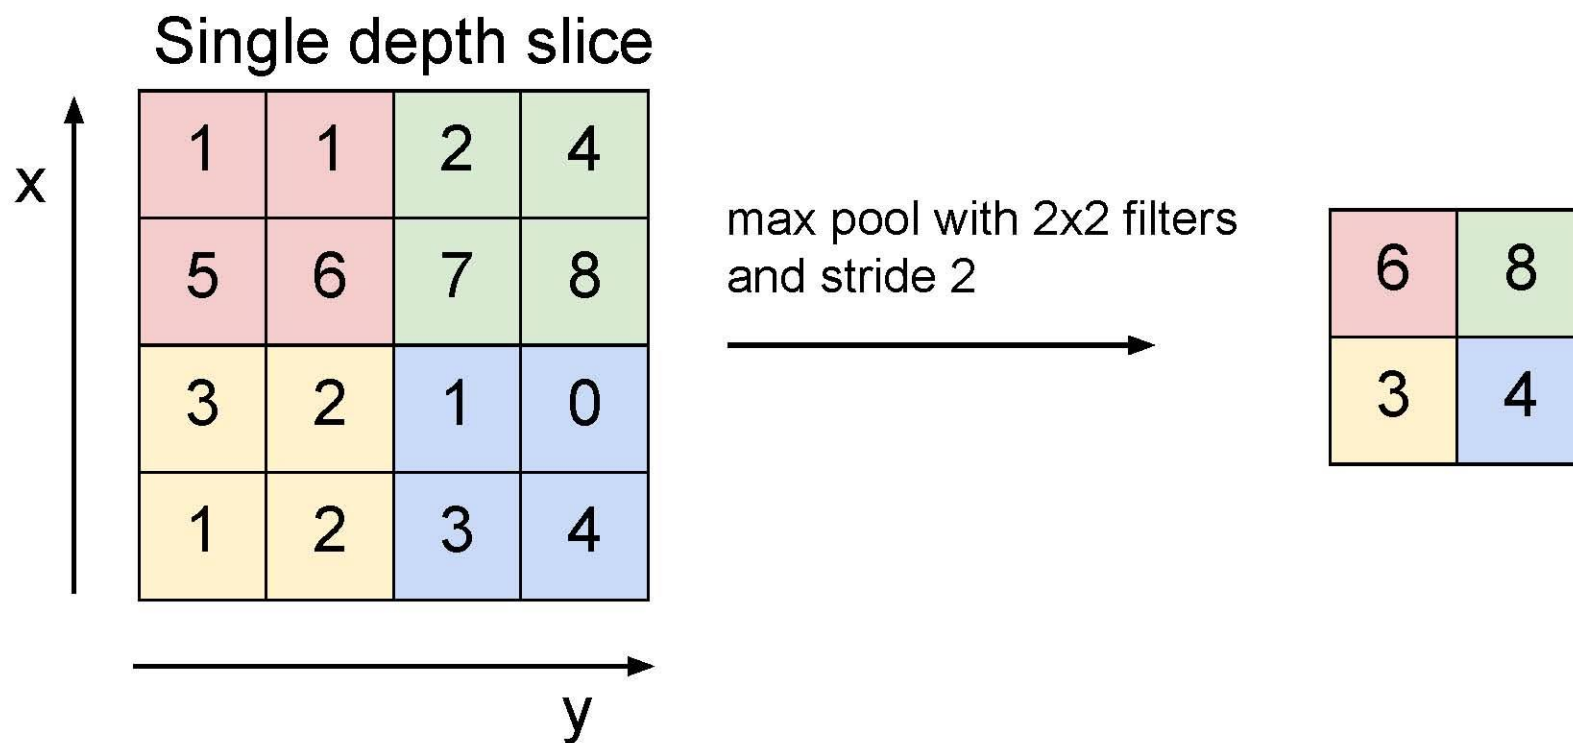 Single depth slice
x
1 1 2 4
5 6 7 8
3 2 1 0
1 2 3 4
y
max pool with 2x2 filters
and stride 2
6 8
3 4